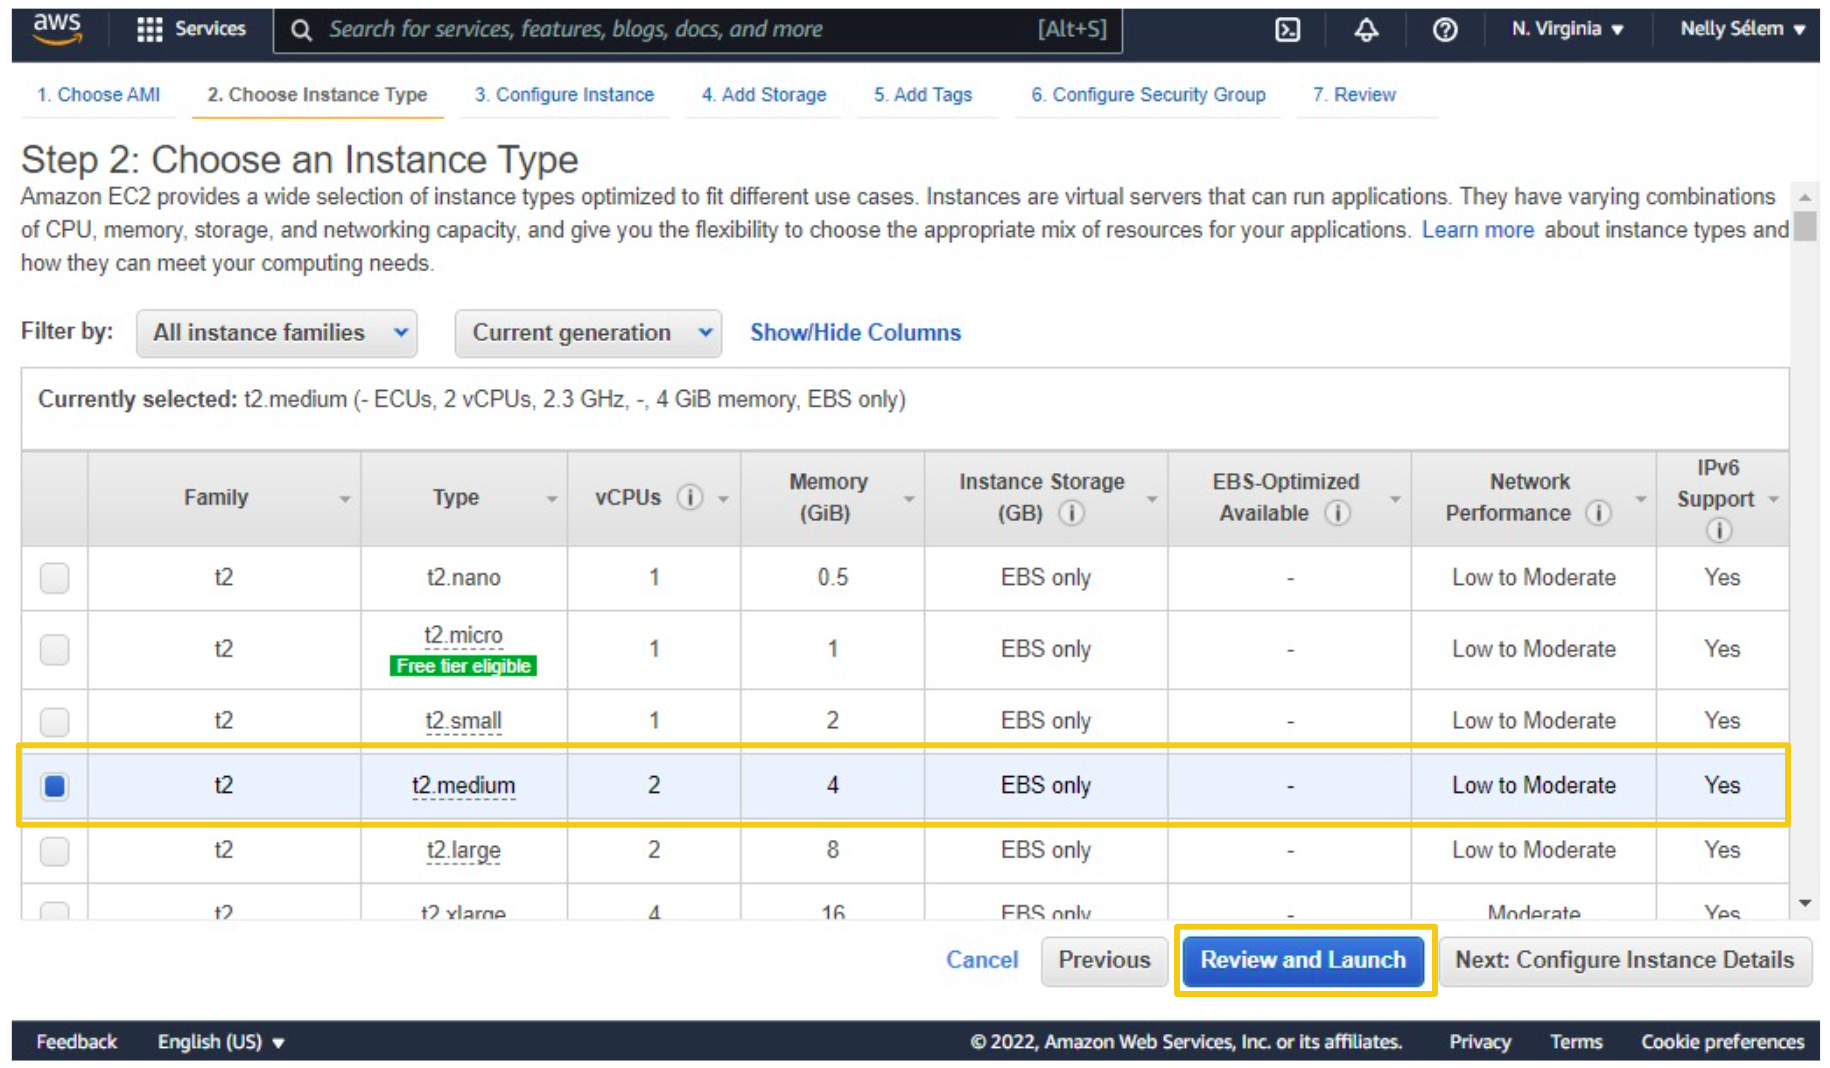 aws Services Search for services, features, blogs, docs, and more [Alt+S] N. Virginia Nelly Sélem
1. Choose AMI 2. Choose Instance Type 3. Configure Instance 4. Add Storage 5. Add Tags 6. Configure Security Group 7. Review
Step 2: Choose an Instance Type
Amazon EC2 provides a wide selection of instance types optimized to fit different use cases. Instances are virtual servers that can run applications. They have varying combinations
of CPU, memory, storage, and networking capacity, and give you the flexibility to choose the appropriate mix of resources for your applications. Learn more about instance types and
how they can meet your computing needs.
Filter by: All instance families Current generation Show/Hide Columns
Currently selected: t2.medium (- ECUs, 2 vCPUs, 2.3 GHz, -, 4 GiB memory, EBS only)
Family Type vCPUs Memory (GiB) Instance Storage (GB) EBS-Optimized Available Network Performance IPv6 Support
t2 t2.nano 1 0.5 EBS only - Low to Moderate Yes
t2 t2.micro Free tier eligible 1 1 EBS only - Low to Moderate Yes
t2 t2.small 1 2 EBS only - Low to Moderate Yes
t2 t2.medium 2 4 EBS only - Low to Moderate Yes
t2 t2.large 2 8 EBS only - Low to Moderate Yes
t2 t2.xlarge 4 16 EBS only - Moderate Yes
Cancel Previous Review and Launch Next: Configure Instance Details
Feedback English (US) © 2022, Amazon Web Services, Inc. or its affiliates. Privacy Terms Cookie preferences